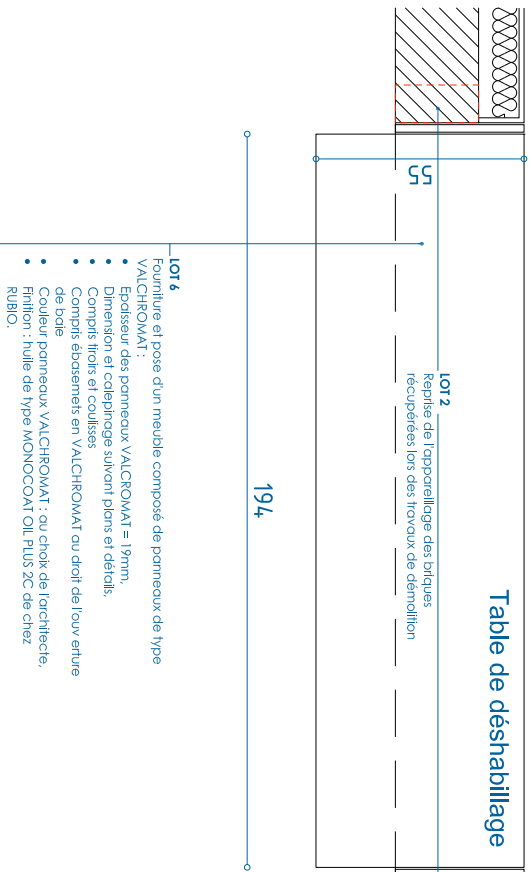 Table de déshabillage
LOT 2
Reprise de l'appareillage des briques
récupérées lors des travaux de démolition
55
194
LOT 6
Fourniture et pose d'un meuble composé de panneaux de type
VALCHROMAT :
• Epaisseur des panneaux VALCROMAT = 19mm,
• Dimension et calepinage suivant plans et détails,
• Compris tiroirs et coulisses
• Compris ébasemets en VALCHROMAT au droit de l'ouv erture
de baie
• Couleur panneaux VALCHROMAT : au choix de l'architecte,
• Finition : huile de type MONOCOAT OIL PLUS 2C de chez
RUBIO.